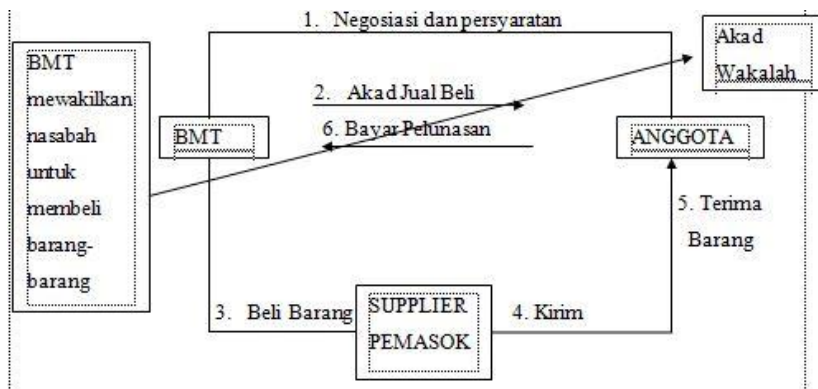 1. Negosiasi dan persyaratan
Akad
Wakalah
BMT
mewakilkan
nasabah
untuk
membeli
barang-
barang
2. Akad Jual Beli
6. Bayar Pelunasan
BMT
ANGGOTA
5. Terima
Barang
3. Beli Barang
SUPPLIER
PEMASOK
4. Kirim